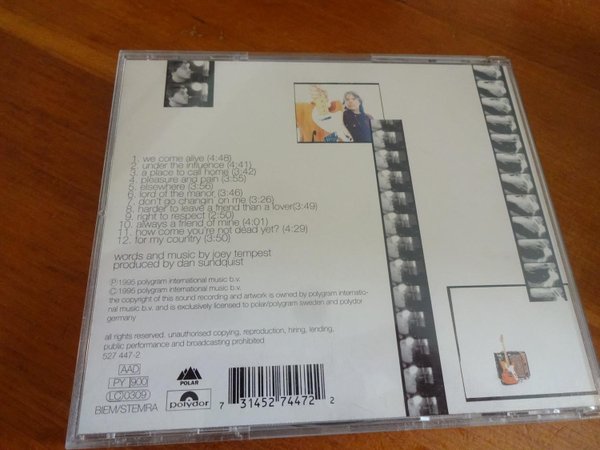 1. we come alive (4:48)
2. under the influence (4:41)
3. a place to call home (3:42)
4. pleasure and pain (3:55)
5. elsewhere (3:56)
6. lord of the manor (3:46)
7. don't go changin' on me (3:26)
8. harder to leave a friend than a lover(3:49)
9. right to respect (2:50)
10. always a friend of mine (4:01)
11. how come you're not dead yet? (4:29)
12. for my country (3:50)
words and music by joey tempest
produced by dan sundquist
℗1995 polygram international music b.v.
©1995 polygram international music b.v.
the copyright of this sound recording and artwork is owned by polygram internatio-
nal music b.v. and is exclusively licensed to polar/polygram sweden and polydor
germany
all rights reserved. unauthorised copying, reproduction, hiring, lending,
public performance and broadcasting prohibited
527 447-2
AAD
PY 900
LC 0309
BIEM/STEMRA
POLAR
polydor
7 31452 74472 2